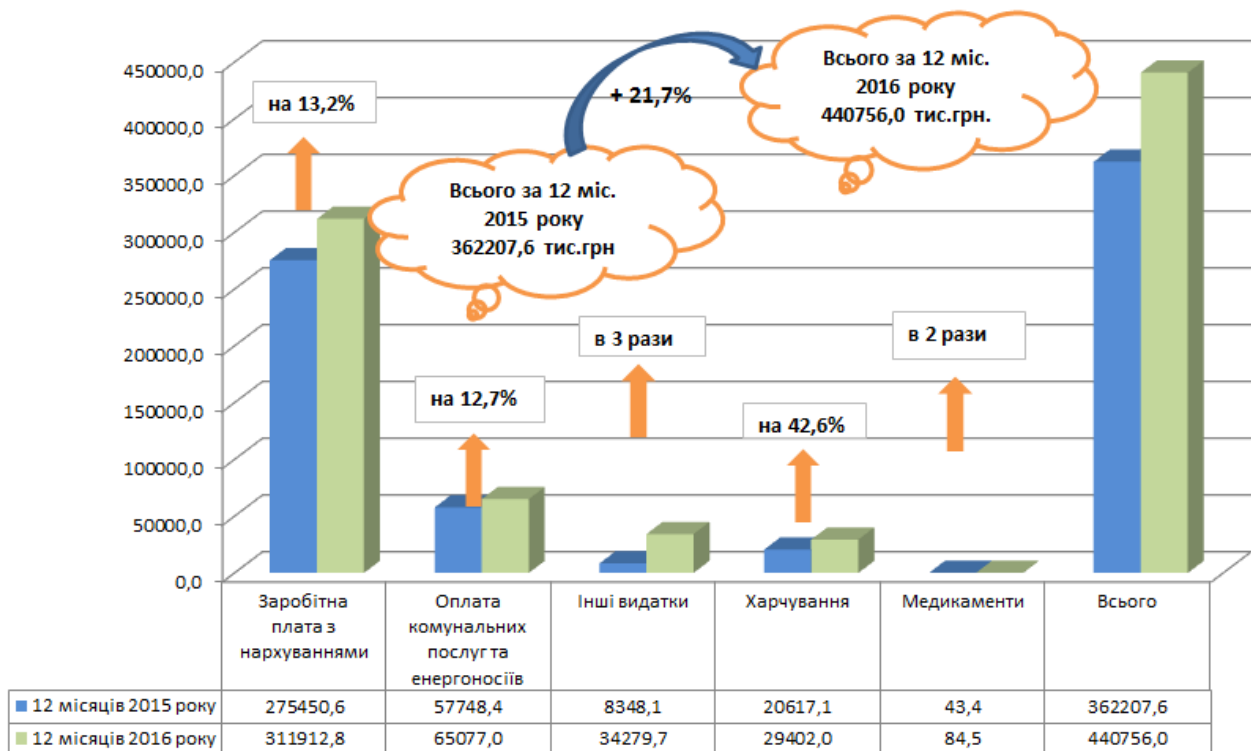 450000,0
400000,0
350000,0
300000,0
250000,0
200000,0
150000,0
100000,0
50000,0
0,0
на 13,2%
+ 21,7%
Всього за 12 міс.
2016 року
440756,0 тис.грн.
Всього за 12 міс.
2015 року
362207,6 тис.грн
на 12,7%
в 3 рази
на 42,6%
в 2 рази
Заробітна
плата з
нархуваннями
Оплата
комунальних
послуг та
енергоносіїв
Інші видатки
Харчування
Медикаменти
Всього
12 місяців 2015 року 275450,6 57748,4 8348,1 20617,1 43,4 362207,6
12 місяців 2016 року 311912,8 65077,0 34279,7 29402,0 84,5 440756,0